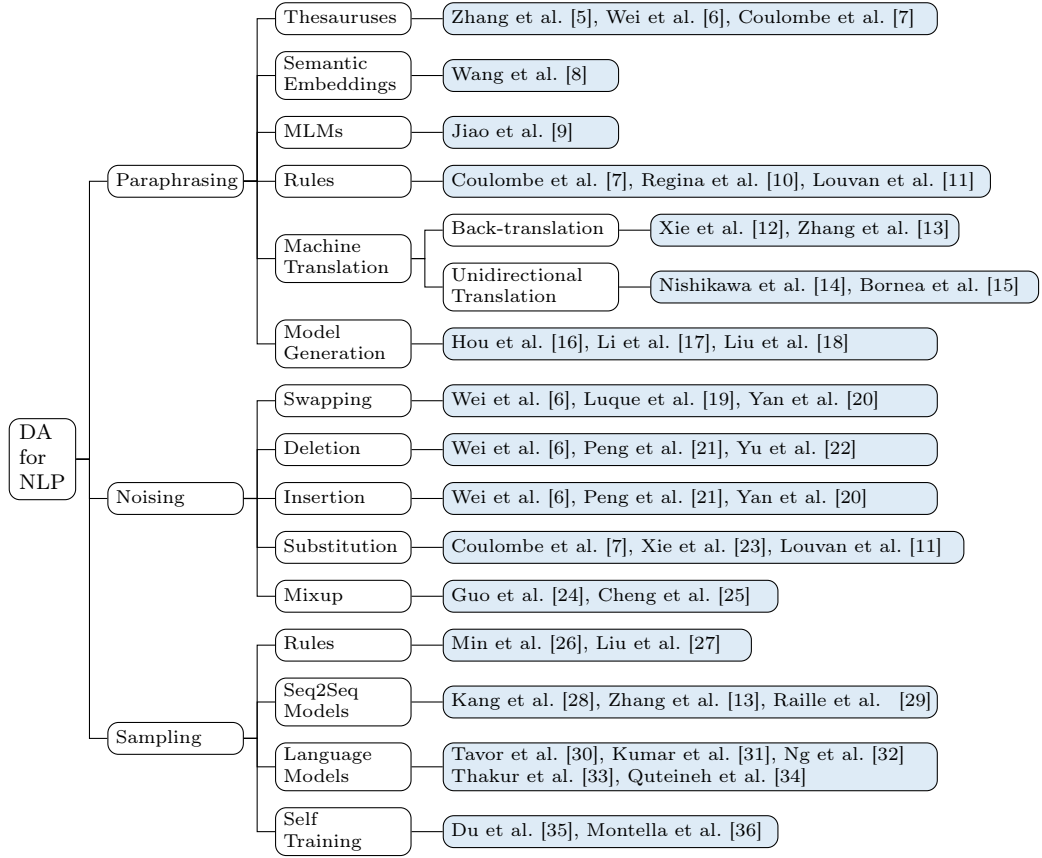 Thesauruses
Zhang et al. [5], Wei et al. [6], Coulombe et al. [7]
Semantic
Embeddings
Wang et al. [8]
MLMs
Jiao et al. [9]
Paraphrasing
Rules
Coulombe et al. [7], Regina et al. [10], Louvan et al. [11]
Machine
Translation
Back-translation
Xie et al. [12], Zhang et al. [13]
Unidirectional
Translation
Nishikawa et al. [14], Bornea et al. [15]
Model
Generation
Hou et al. [16], Li et al. [17], Liu et al. [18]
DA
for
NLP
Swapping
Wei et al. [6], Luque et al. [19], Yan et al. [20]
Deletion
Wei et al. [6], Peng et al. [21], Yu et al. [22]
Noising
Insertion
Wei et al. [6], Peng et al. [21], Yan et al. [20]
Substitution
Coulombe et al. [7], Xie et al. [23], Louvan et al. [11]
Mixup
Guo et al. [24], Cheng et al. [25]
Rules
Min et al. [26], Liu et al. [27]
Seq2Seq
Models
Kang et al. [28], Zhang et al. [13], Raille et al. [29]
Sampling
Language
Models
Tavor et al. [30], Kumar et al. [31], Ng et al. [32]
Thakur et al. [33], Quteineh et al. [34]
Self
Training
Du et al. [35], Montella et al. [36]